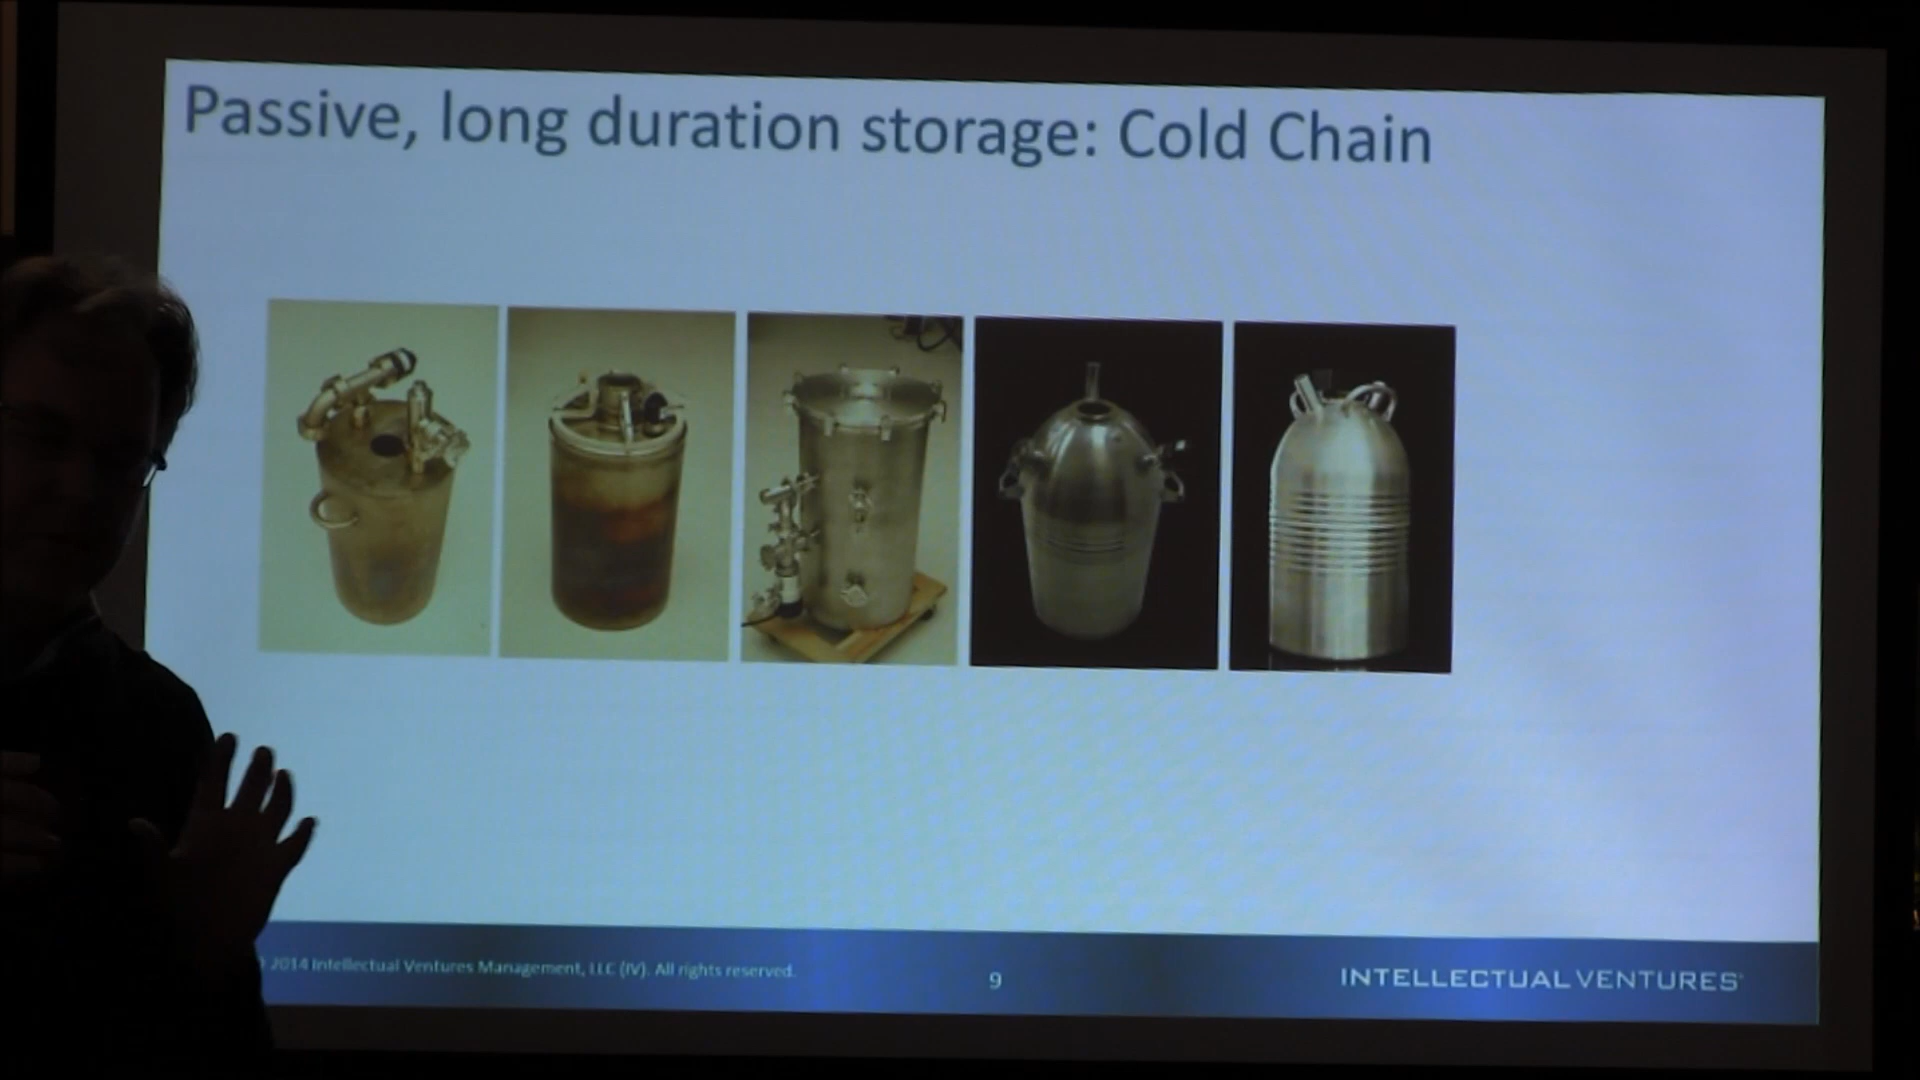 Passive, long duration storage: Cold Chain
2014 Intellectual Ventures Management, LLC (IV). All rights reserved.
9
INTELLECTUAL VENTURES